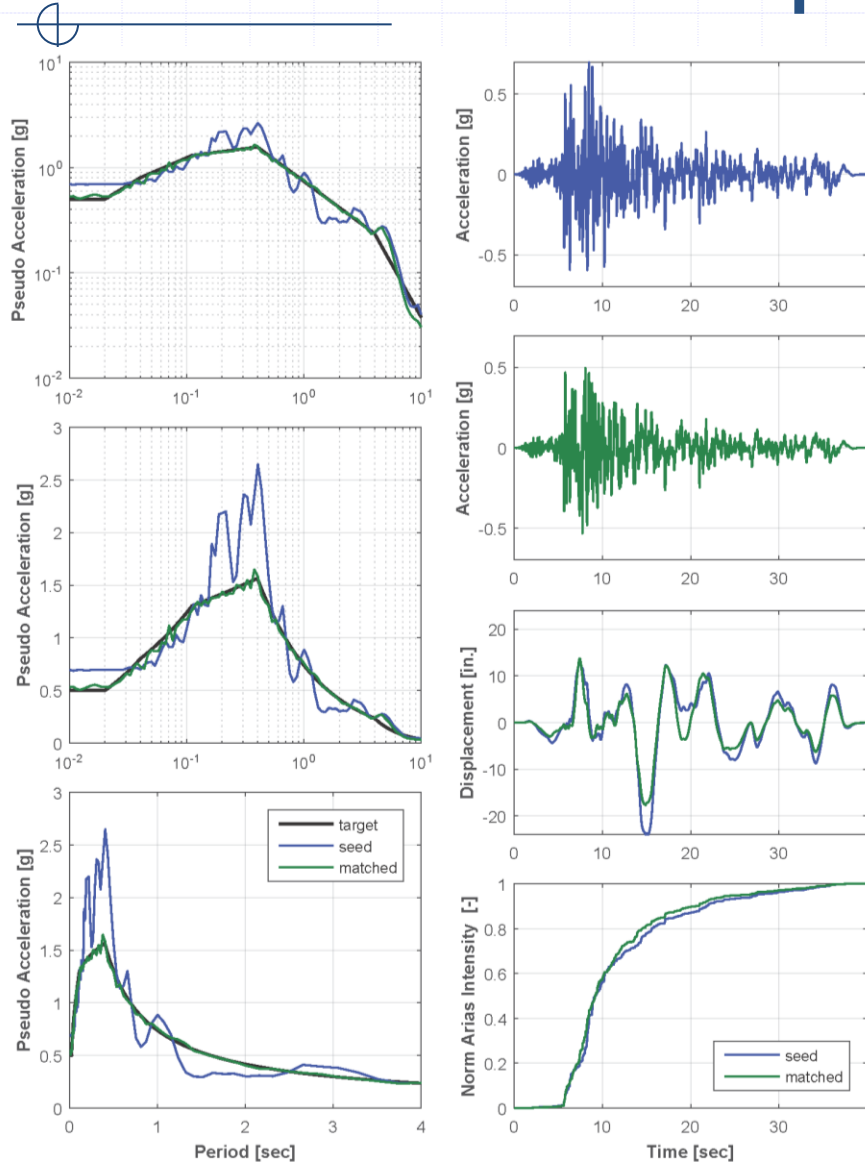 Pseudo Acceleration [g]
10^1
10^0
10^-1
10^-2
10^-2
10^-1
10^0
10^1
Pseudo Acceleration [g]
3
2.5
2
1.5
1
0.5
0
10^-2
10^-1
10^0
10^1
Pseudo Acceleration [g]
3
2.5
2
1.5
1
0.5
0
target
seed
matched
0 1 2 3 4
Period [sec]
Acceleration [g]
0.5
0
-0.5
0 10 20 30
Acceleration [g]
0.5
0
-0.5
0 10 20 30
Displacement [in.]
20
10
0
-10
-20
0 10 20 30
Norm Arias Intensity [-]
1
0.8
0.6
0.4
0.2
0
seed
matched
0 10 20 30
Time [sec]